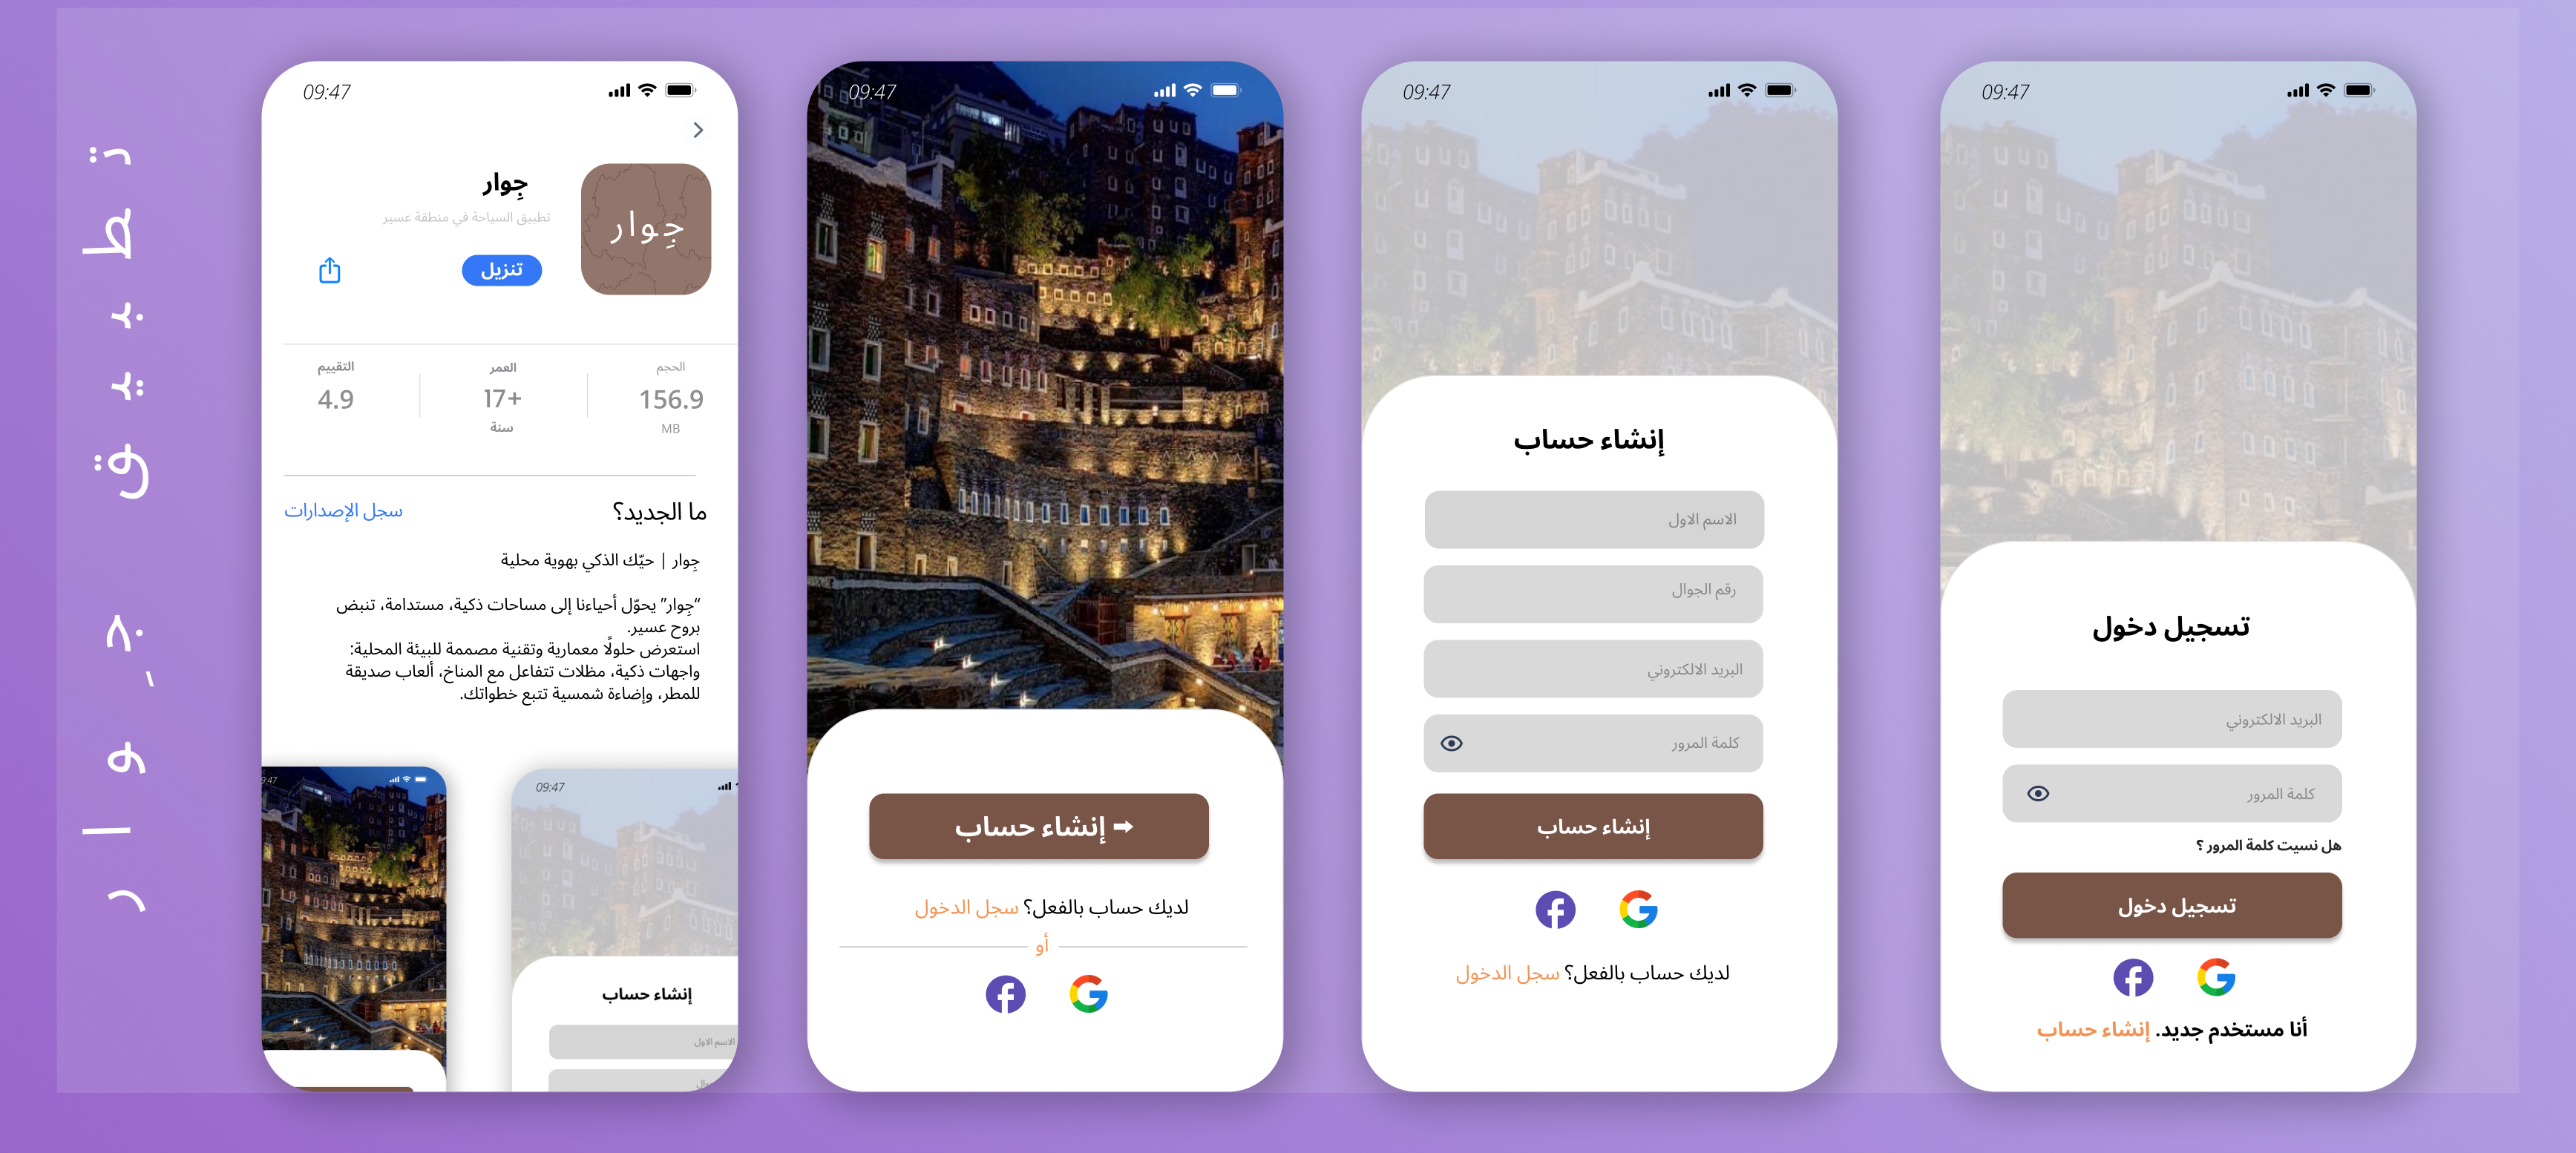 تطبيق جِوار
09:47
جِوار
جِوار
تطبيق السياحة في منطقة عسير
تنزيل
الحجم
156.9
MB
العمر
17+
سنة
التقييم
4.9
ما الجديد؟
سجل الإصدارات
جِوار | حيّك الذكي بهوية محلية
“جِوار” يحوّل أحياءنا إلى مساحات ذكية، مستدامة، تنبض
بروح عسير.
استعرض حلولًا معمارية وتقنية مصممة للبيئة المحلية:
واجهات ذكية، مظلات تتفاعل مع المناخ، ألعاب صديقة
للمطر، وإضاءة شمسية تتبع خطواتك.
9:47
09:47
إنشاء حساب
الاسم الاول
09:47
➡ إنشاء حساب
لديك حساب بالفعل؟ سجل الدخول
أو
09:47
إنشاء حساب
الاسم الاول
رقم الجوال
البريد الالكتروني
كلمة المرور
إنشاء حساب
لديك حساب بالفعل؟ سجل الدخول
09:47
تسجيل دخول
البريد الالكتروني
كلمة المرور
هل نسيت كلمة المرور ؟
تسجيل دخول
أنا مستخدم جديد. إنشاء حساب